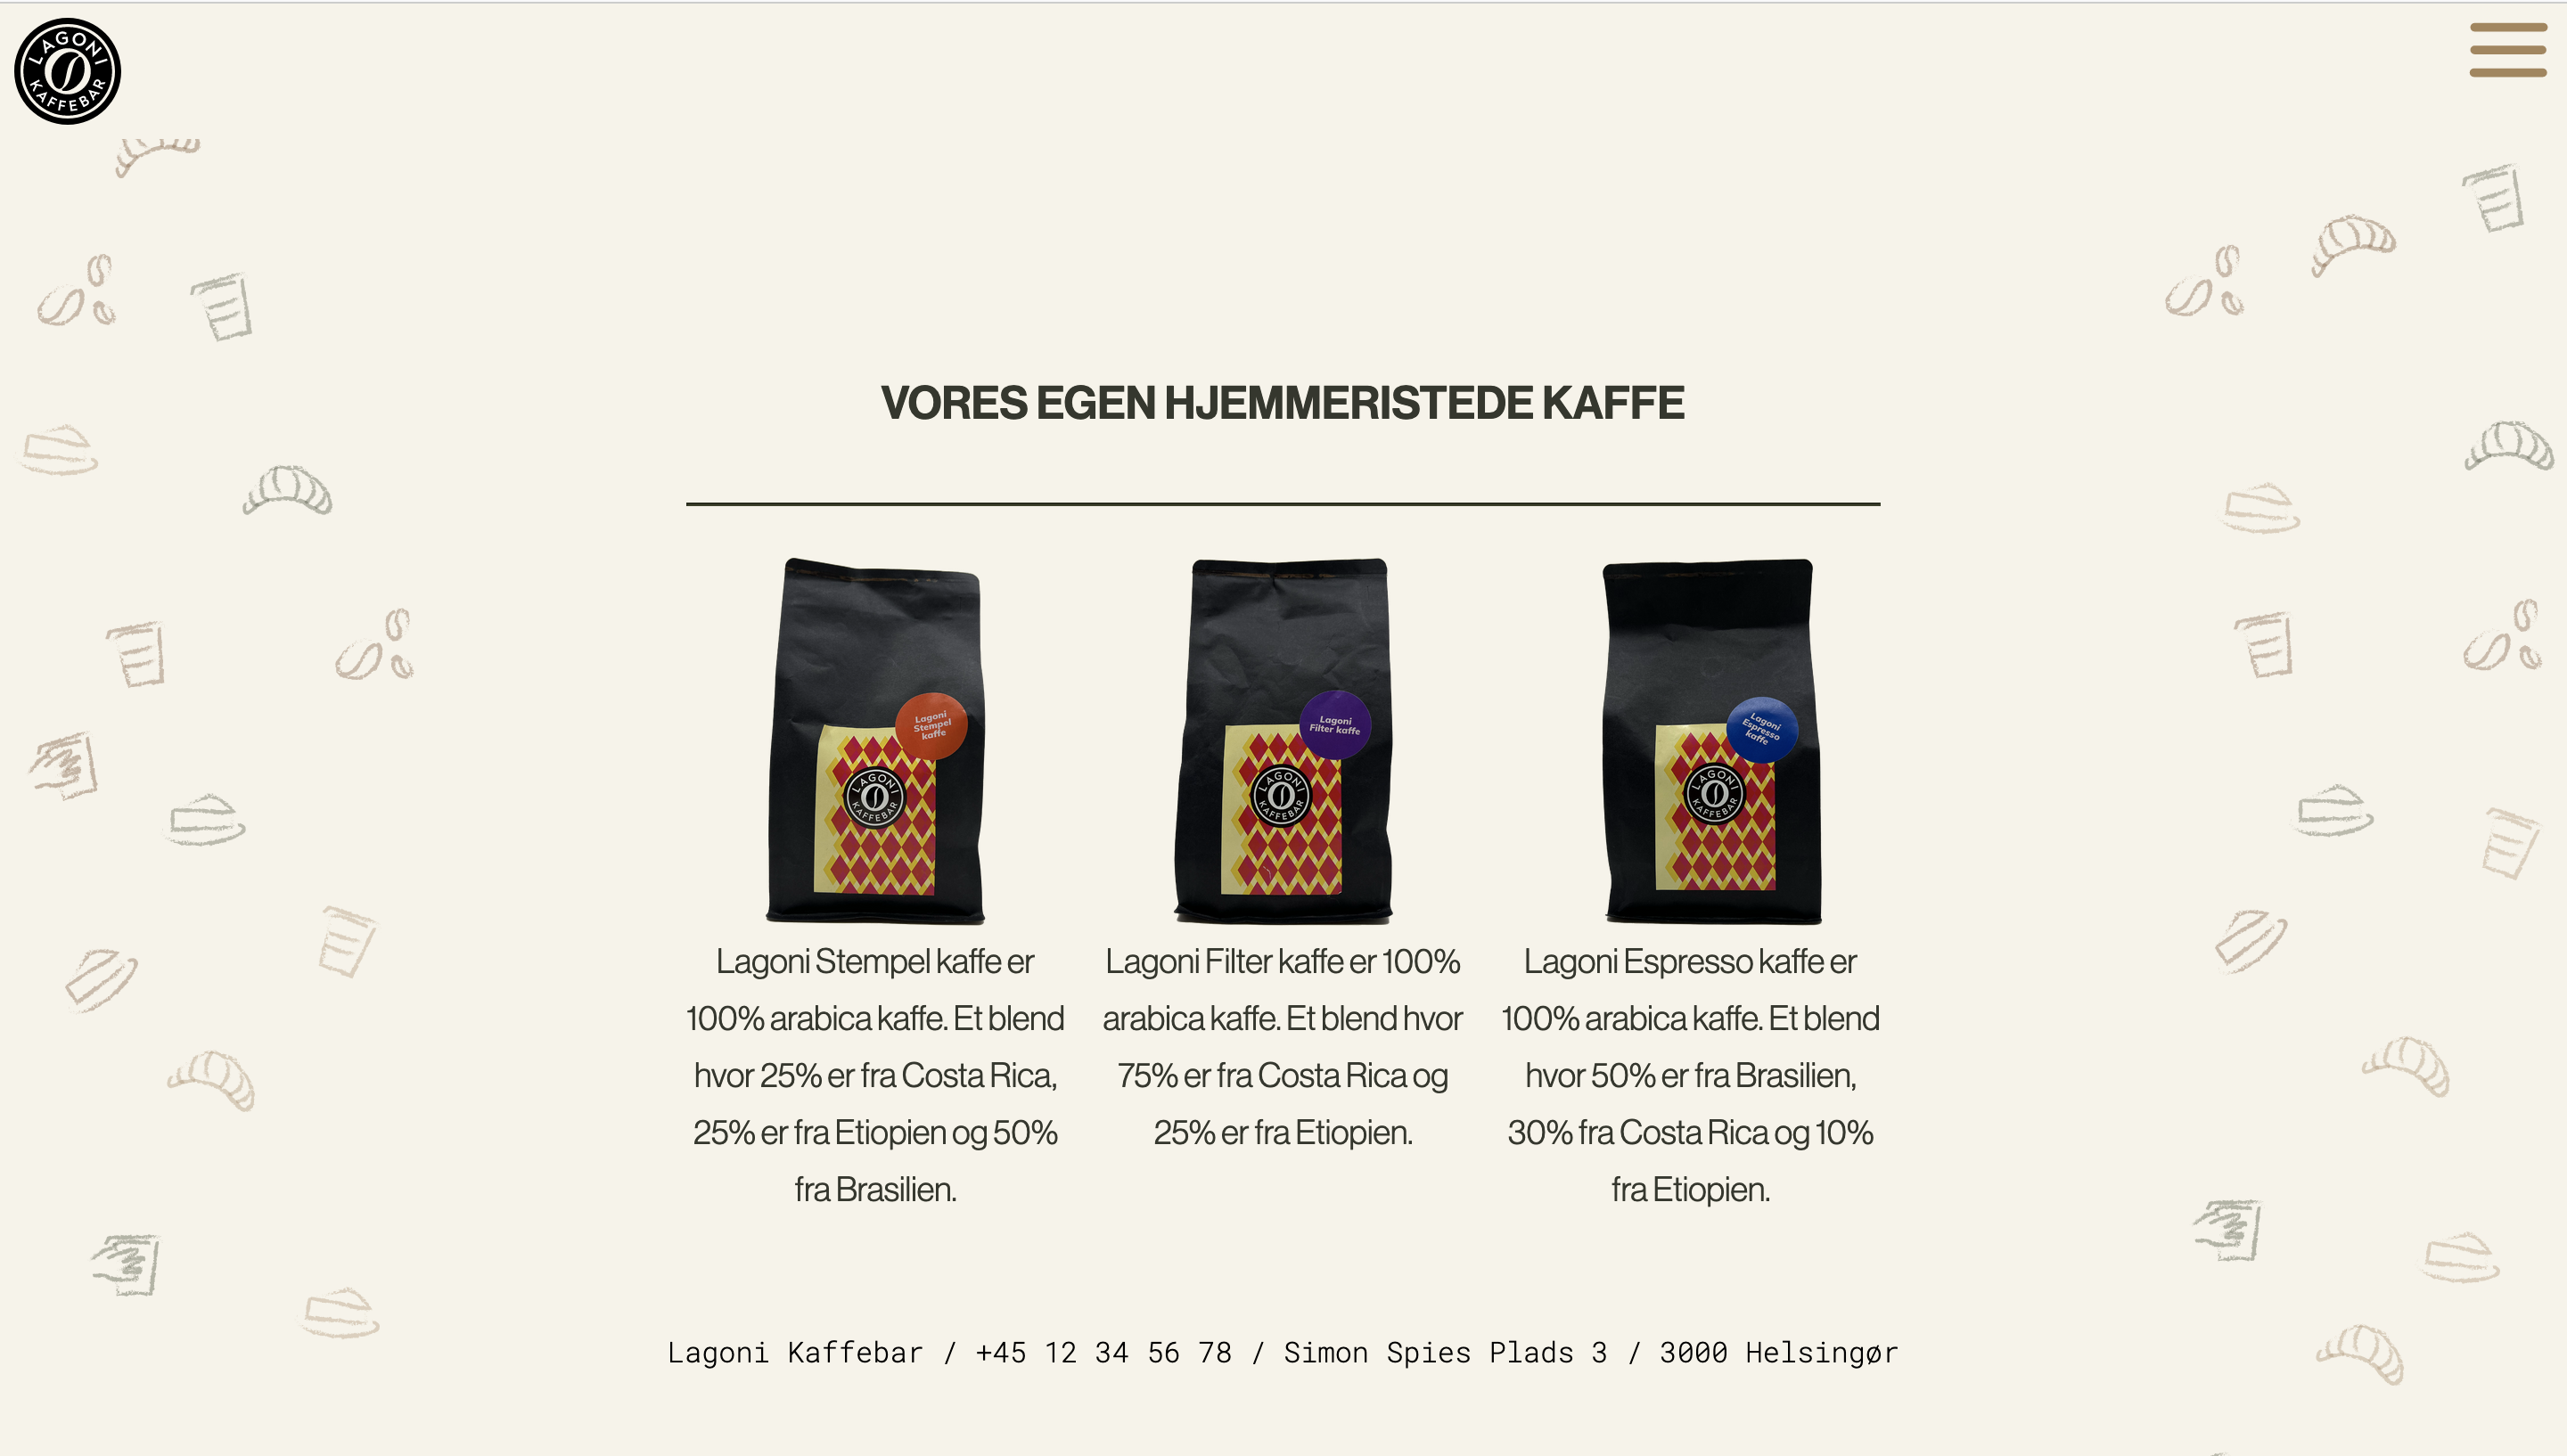 LAGONI
KAFFEBAR
VORES EGEN HJEMMERISTEDE KAFFE
Lagoni
Stempel
kaffe
LAGONI
KAFFEBAR
Lagoni
Filter kaffe
LAGONI
KAFFEBAR
Lagoni
Espresso
kaffe
LAGONI
KAFFEBAR
Lagoni Stempel kaffe er
100% arabica kaffe. Et blend
hvor 25% er fra Costa Rica,
25% er fra Etiopien og 50%
fra Brasilien.
Lagoni Filter kaffe er 100%
arabica kaffe. Et blend hvor
75% er fra Costa Rica og
25% er fra Etiopien.
Lagoni Espresso kaffe er
100% arabica kaffe. Et blend
hvor 50% er fra Brasilien,
30% fra Costa Rica og 10%
fra Etiopien.
Lagoni Kaffebar / +45 12 34 56 78 / Simon Spies Plads 3 / 3000 Helsingør